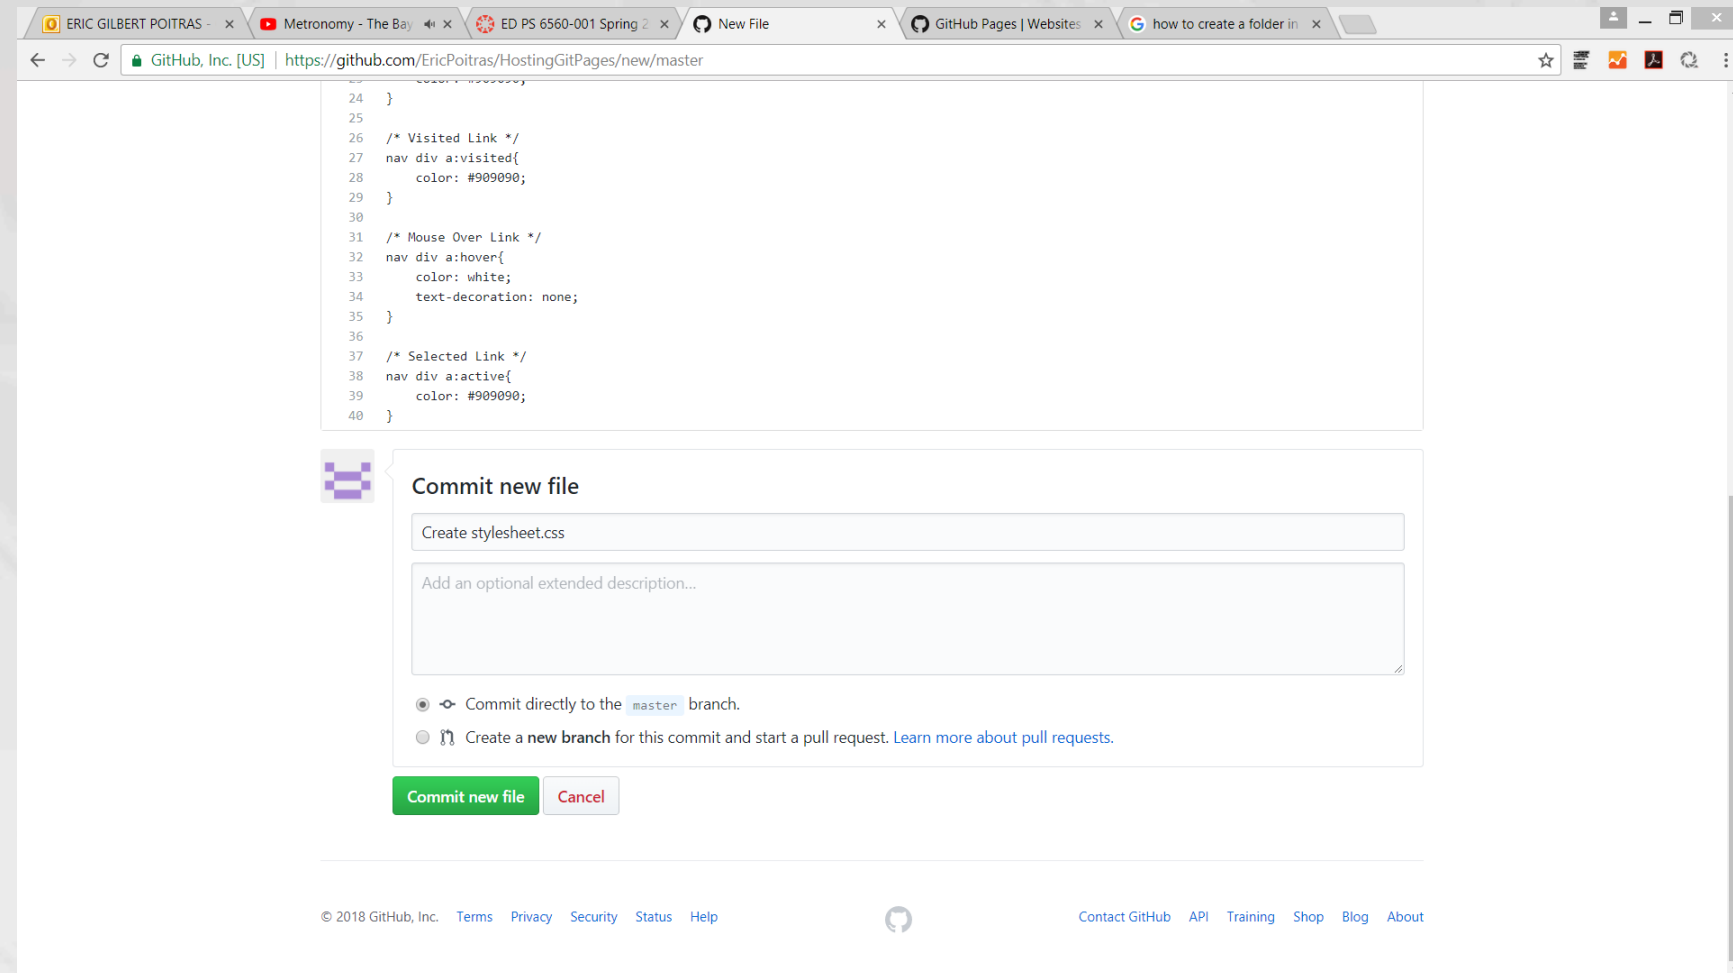 ERIC GILBERT POITRAS -
Metronomy - The Bay
ED PS 6560-001 Spring 2
New File
GitHub Pages | Websites
how to create a folder in
GitHub, Inc. [US]
https://github.com/EricPoitras/HostingGitPages/new/master
23 color: #909090;
24 }
25
26 /* Visited Link */
27 nav div a:visited{
28 color: #909090;
29 }
30
31 /* Mouse Over Link */
32 nav div a:hover{
33 color: white;
34 text-decoration: none;
35 }
36
37 /* Selected Link */
38 nav div a:active{
39 color: #909090;
40 }
Commit new file
Create stylesheet.css
Add an optional extended description...
Commit directly to the master branch.
Create a new branch for this commit and start a pull request. Learn more about pull requests.
Commit new file
Cancel
© 2018 GitHub, Inc. Terms Privacy Security Status Help
Contact GitHub API Training Shop Blog About